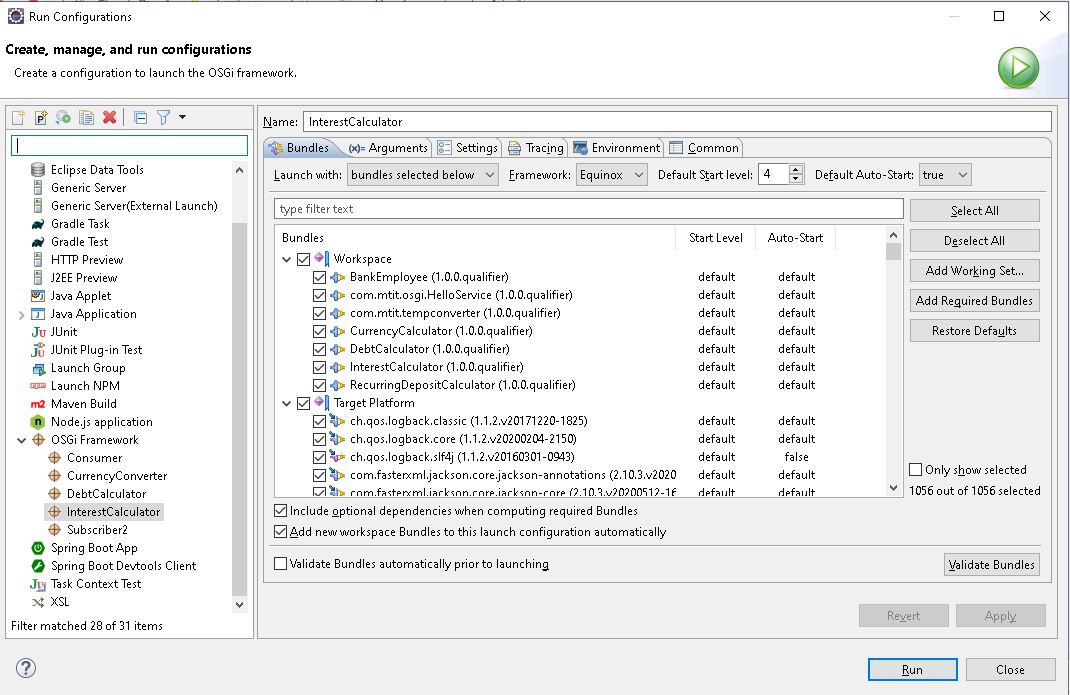 Run Configurations
Create, manage, and run configurations
Create a configuration to launch the OSGi framework.
Eclipse Data Tools
Generic Server
Generic Server(External Launch)
Gradle Task
Gradle Test
HTTP Preview
J2EE Preview
Java Applet
Java Application
Ju JUnit
JUnit Plug-in Test
Launch Group
Launch NPM
m2 Maven Build
Node.js application
OSGi Framework
Consumer
CurrencyConverter
DebtCalculator
InterestCalculator
Subscriber2
Spring Boot App
Spring Boot Devtools Client
Task Context Test
XSL
Filter matched 28 of 31 items
Name: InterestCalculator
Bundles (x)= Arguments Settings Tracing Environment Common
Launch with: bundles selected below Framework: Equinox Default Start level: 4 Default Auto-Start: true
type filter text
Bundles Start Level Auto-Start
Workspace
BankEmployee (1.0.0.qualifier) default default
com.mtit.osgi.HelloService (1.0.0.qualifier) default default
com.mtit.tempconverter (1.0.0.qualifier) default default
CurrencyCalculator (1.0.0.qualifier) default default
DebtCalculator (1.0.0.qualifier) default default
InterestCalculator (1.0.0.qualifier) default default
RecurringDepositCalculator (1.0.0.qualifier) default default
Target Platform
ch.qos.logback.classic (1.1.2.v20171220-1825) default default
ch.qos.logback.core (1.1.2.v20200204-2150) default default
ch.qos.logback.slf4j (1.1.2.v20160301-0943) default false
com.fasterxml.jackson.core.jackson-annotations (2.10.3.v2020 default default
com.fasterxml.jackson.core.jackson-core (2.10.3.v20200512-16 default default
Select All
Deselect All
Add Working Set...
Add Required Bundles
Restore Defaults
Only show selected
1056 out of 1056 selected
Include optional dependencies when computing required Bundles
Add new workspace Bundles to this launch configuration automatically
Validate Bundles automatically prior to launching
Validate Bundles
Revert Apply
Run Close